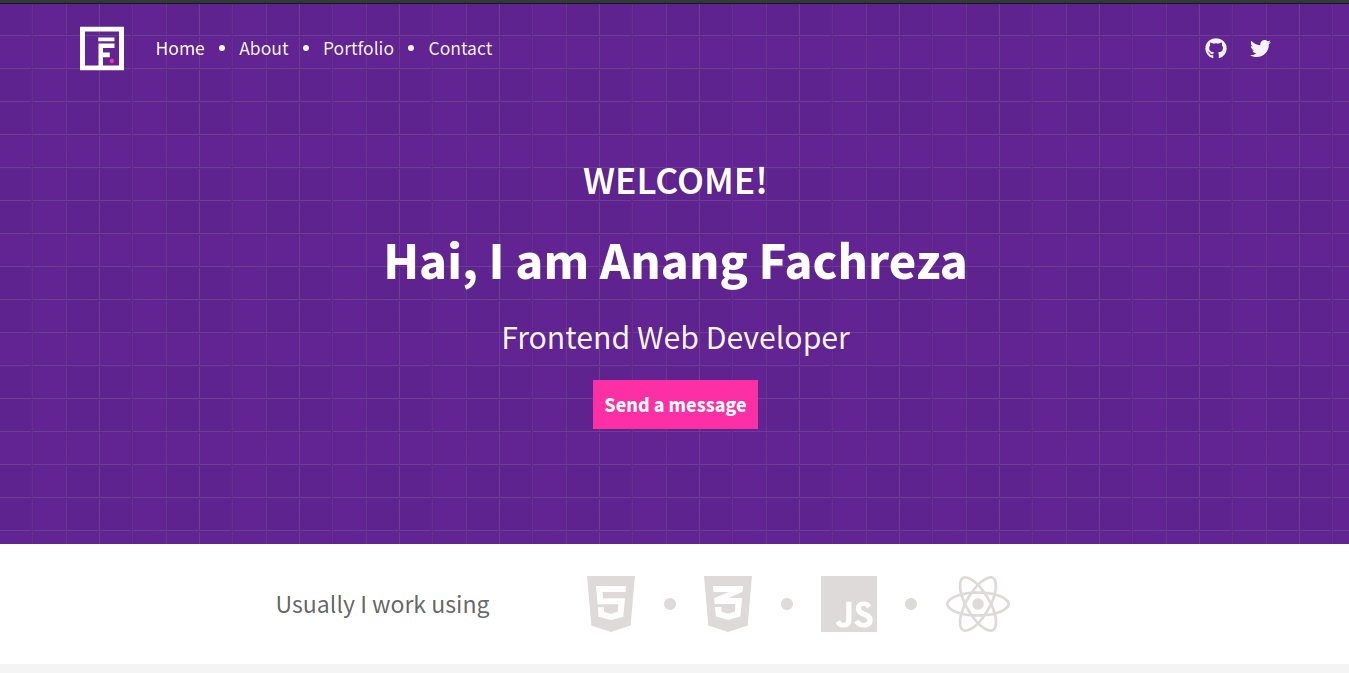 Home • About • Portfolio • Contact
WELCOME!
Hai, I am Anang Fachreza
Frontend Web Developer
Send a message
Usually I work using
5 3 JS